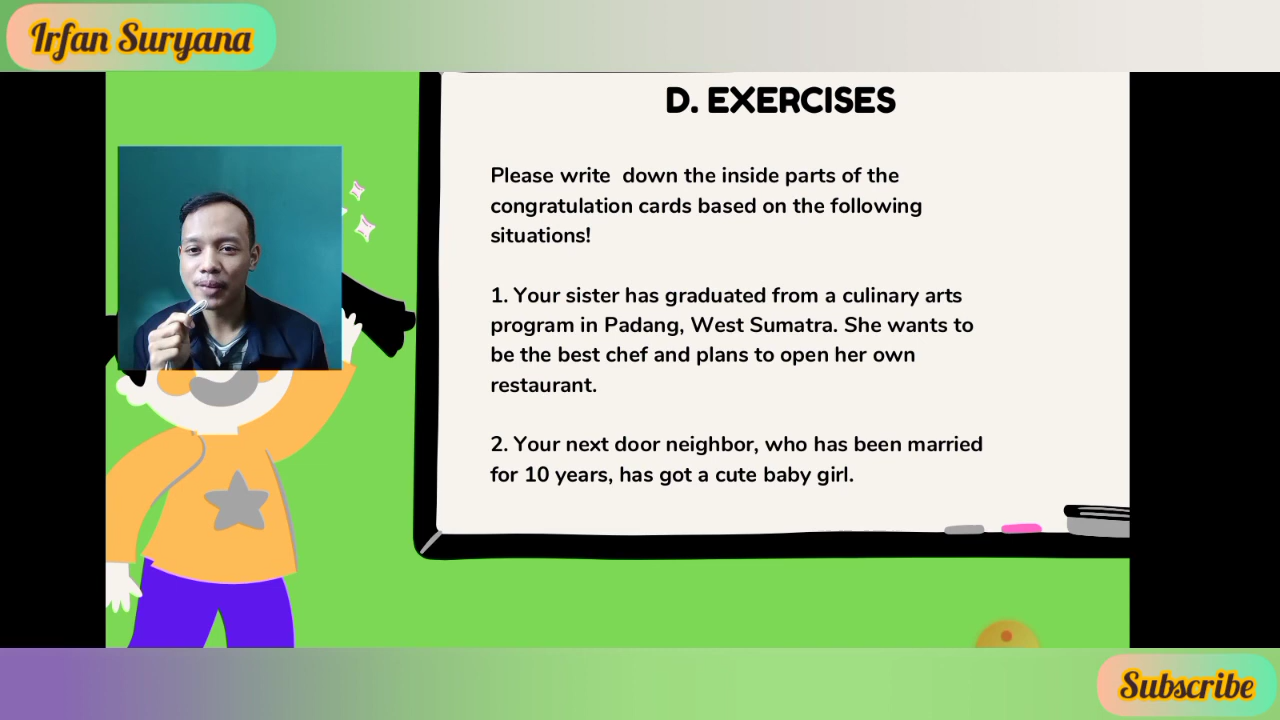 Irfan Suryana
D. EXERCISES
Please write down the inside parts of the
congratulation cards based on the following
situations!
1. Your sister has graduated from a culinary arts
program in Padang, West Sumatra. She wants to
be the best chef and plans to open her own
restaurant.
2. Your next door neighbor, who has been married
for 10 years, has got a cute baby girl.
Subscribe